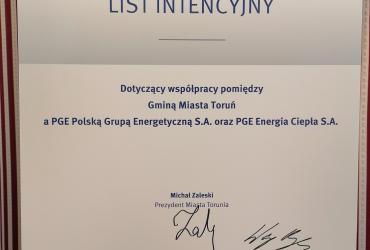 LIST INTENCYJNY
Dotyczący współpracy pomiędzy
Gminą Miasta Toruń
a PGE Polską Grupą Energetyczną S.A. oraz PGE Energia Ciepła S.A.
Michał Zaleski
Prezydent Miasta Torunia